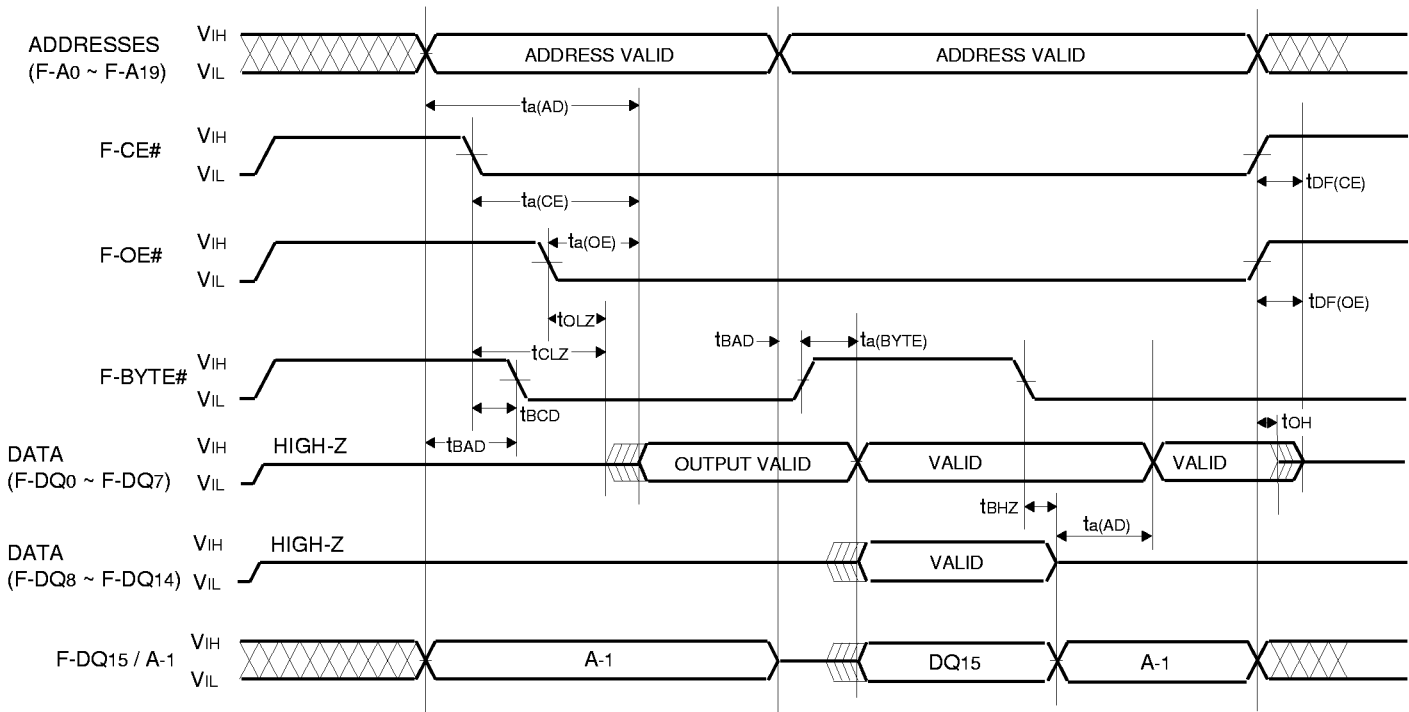 ADDRESSES
(F-A0 ~ F-A19)
VIH
VIL
ADDRESS VALID
ADDRESS VALID
ta(AD)
F-CE#
VIH
VIL
tDF(CE)
ta(CE)
F-OE#
VIH
VIL
ta(OE)
tDF(OE)
tOLZ
tBAD
ta(BYTE)
tCLZ
F-BYTE#
VIH
VIL
tBCD
tBAD
tOH
DATA
(F-DQ0 ~ F-DQ7)
VIH
VIL
HIGH-Z
OUTPUT VALID
VALID
VALID
tBHZ
ta(AD)
DATA
(F-DQ8 ~ F-DQ14)
VIH
VIL
HIGH-Z
VALID
F-DQ15 / A-1
VIH
VIL
A-1
DQ15
A-1